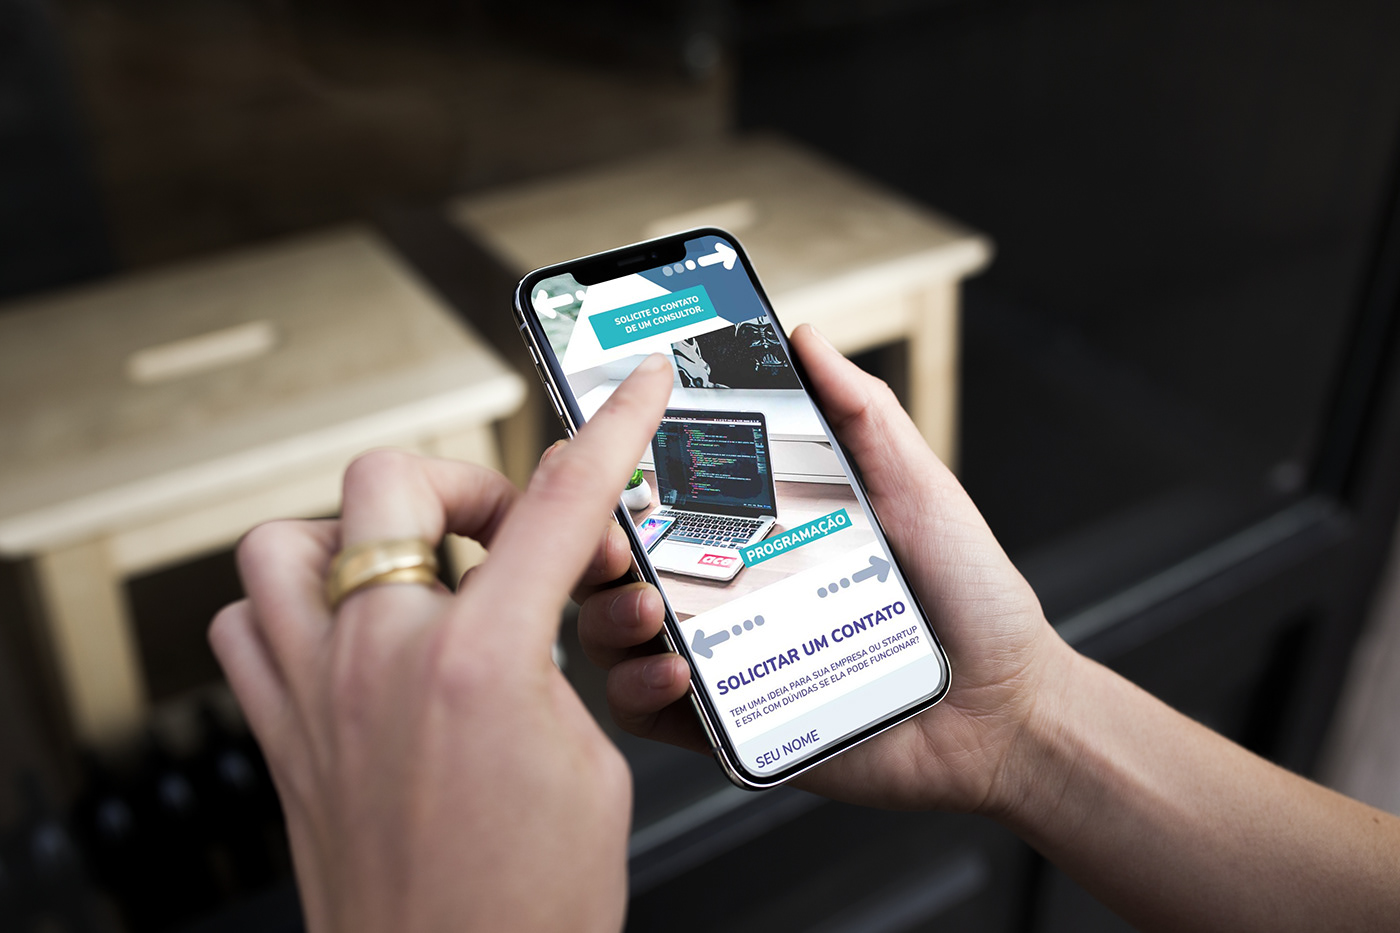 SOLICITE O CONTATO
DE UM CONSULTOR.
PROGRAMAÇÃO
SOLICITAR UM CONTATO
TEM UMA IDEIA PARA SUA EMPRESA OU STARTUP
E ESTÁ COM DÚVIDAS SE ELA PODE FUNCIONAR?
SEU NOME